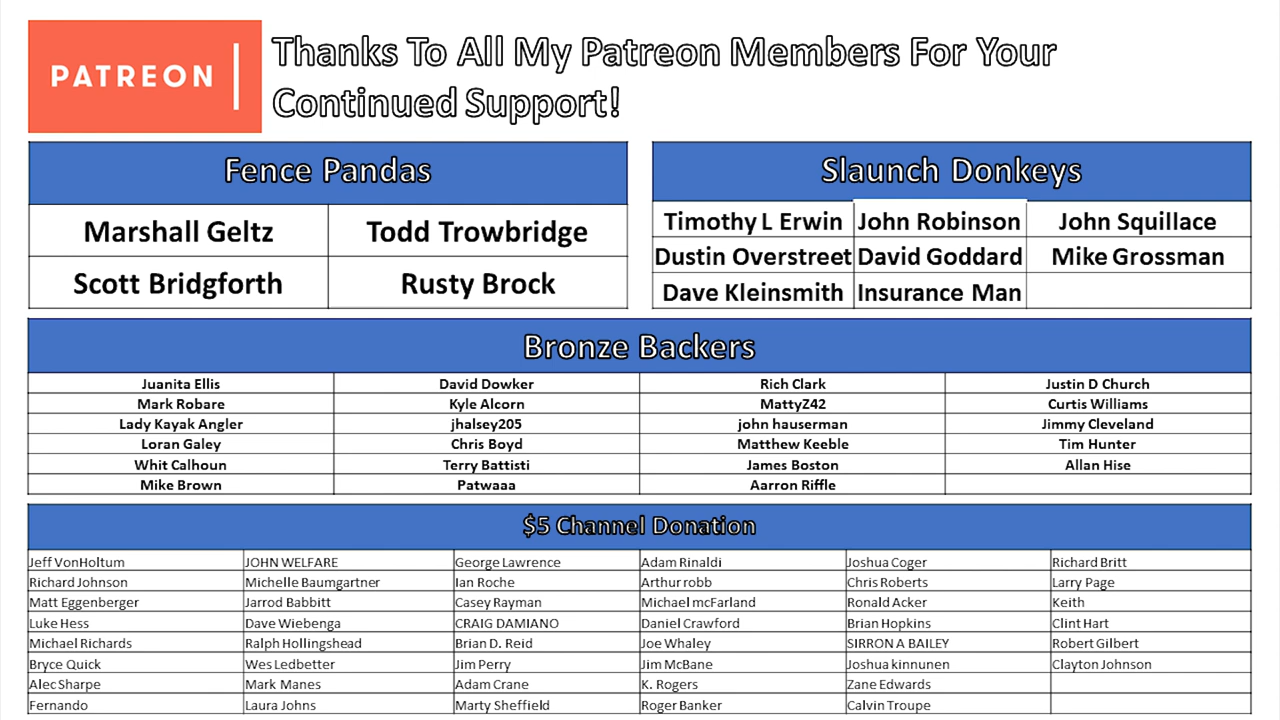 PATREON
Thanks To All My Patreon Members For Your
Continued Support!
Fence Pandas
Marshall Geltz Todd Trowbridge
Scott Bridgforth Rusty Brock
Slaunch Donkeys
Timothy L Erwin John Robinson John Squillace
Dustin Overstreet David Goddard Mike Grossman
Dave Kleinsmith Insurance Man
Bronze Backers
Juanita Ellis David Dowker Rich Clark Justin D Church
Mark Robare Kyle Alcorn MattyZ42 Curtis Williams
Lady Kayak Angler jhalsey205 john hauserman Jimmy Cleveland
Loran Galey Chris Boyd Matthew Keeble Tim Hunter
Whit Calhoun Terry Battisti James Boston Allan Hise
Mike Brown Patwaaa Aarron Riffle
$5 Channel Donation
Jeff VonHoltum JOHN WELFARE George Lawrence Adam Rinaldi Joshua Coger Richard Britt
Richard Johnson Michelle Baumgartner Ian Roche Arthur robb Chris Roberts Larry Page
Matt Eggenberger Jarrod Babbitt Casey Rayman Michael mcFarland Ronald Acker Keith
Luke Hess Dave Wiebenga CRAIG DAMIANO Daniel Crawford Brian Hopkins Clint Hart
Michael Richards Ralph Hollingshead Brian D. Reid Joe Whaley SIRRON A BAILEY Robert Gilbert
Bryce Quick Wes Ledbetter Jim Perry Jim McBane Joshua kinnunen Clayton Johnson
Alec Sharpe Mark Manes Adam Crane K. Rogers Zane Edwards
Fernando Laura Johns Marty Sheffield Roger Banker Calvin Troupe